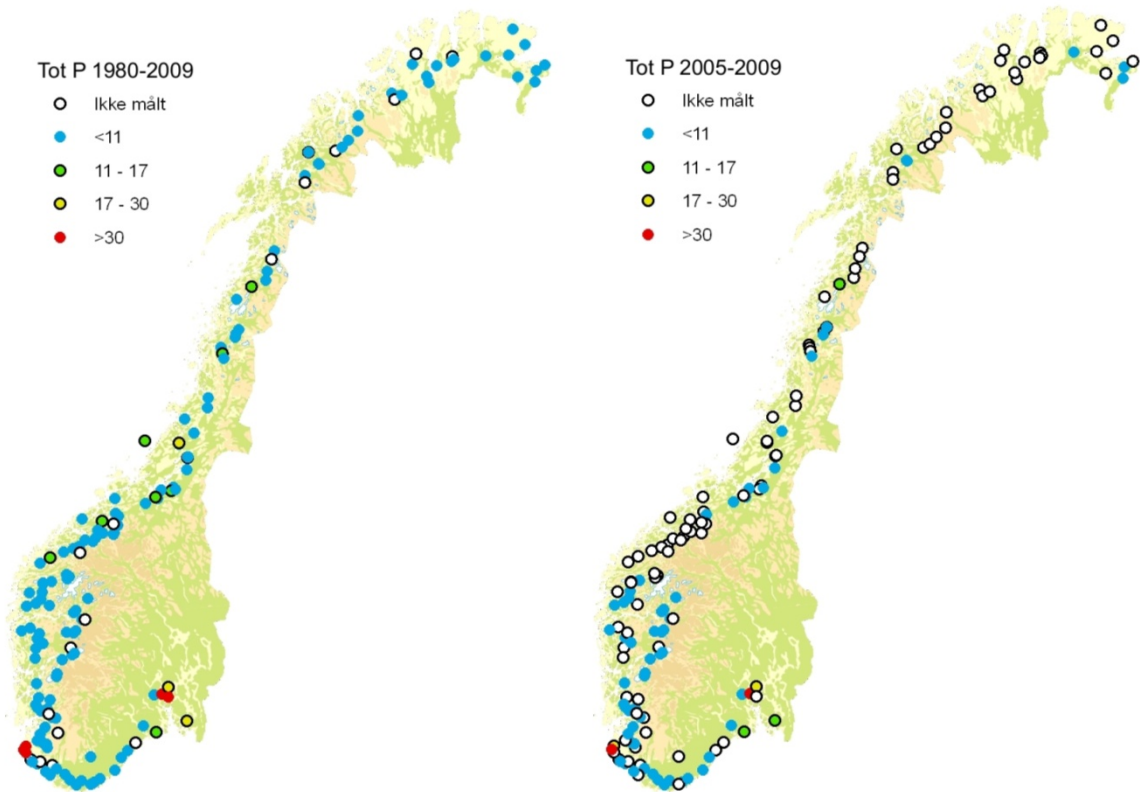 Tot P 1980-2009
Ikke målt
<11
11 - 17
17 - 30
>30
Tot P 2005-2009
Ikke målt
<11
11 - 17
17 - 30
>30